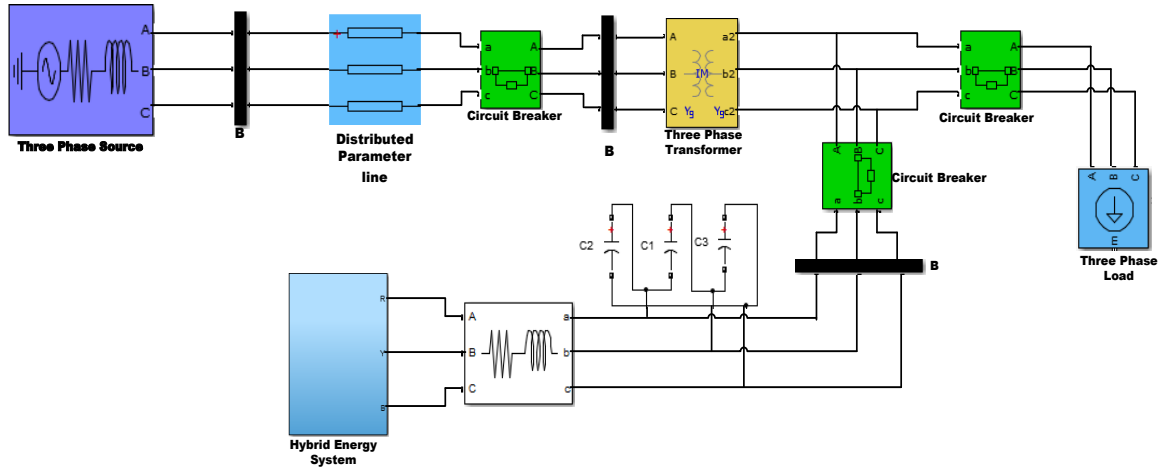 A
B
C
Three Phase Source
B
+
Distributed
Parameter
line
a
b
c
A
B
C
Circuit Breaker
B
A
B
C
IM
Yg
Yg
a2
b2
c2
Three Phase
Transformer
a
b
c
A
B
C
Circuit Breaker
A
B
C
a
b
c
Circuit Breaker
B
A
B
C
E
Three Phase
Load
C2
+
C1
+
C3
+
R
Y
B
Hybrid Energy
System
A
B
C
a
b
c